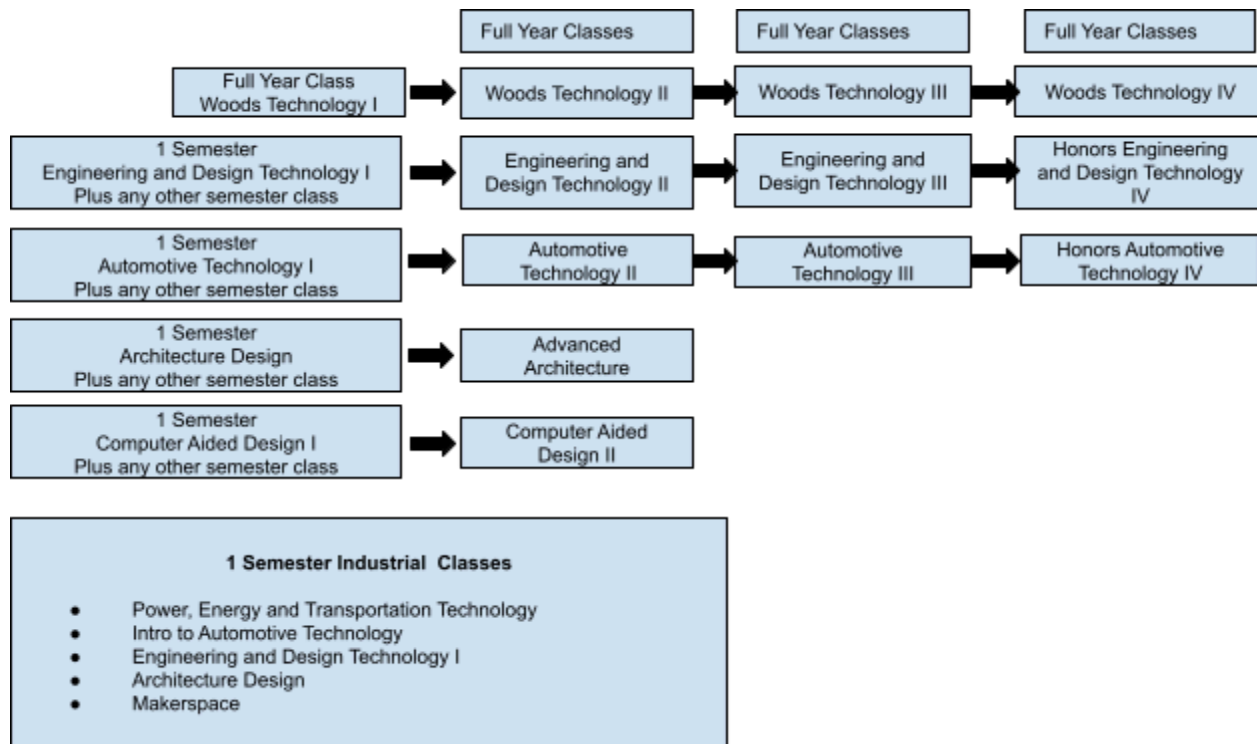 Full Year Classes
Full Year Classes
Full Year Classes
Full Year Class
Woods Technology I
Woods Technology II
Woods Technology III
Woods Technology IV
1 Semester
Engineering and Design Technology I
Plus any other semester class
Engineering and
Design Technology II
Engineering and
Design Technology III
Honors Engineering
and Design Technology
IV
1 Semester
Automotive Technology I
Plus any other semester class
Automotive
Technology II
Automotive
Technology III
Honors Automotive
Technology IV
1 Semester
Architecture Design
Plus any other semester class
Advanced
Architecture
1 Semester
Computer Aided Design I
Plus any other semester class
Computer Aided
Design II
1 Semester Industrial Classes
● Power, Energy and Transportation Technology
● Intro to Automotive Technology
● Engineering and Design Technology I
● Architecture Design
● Makerspace